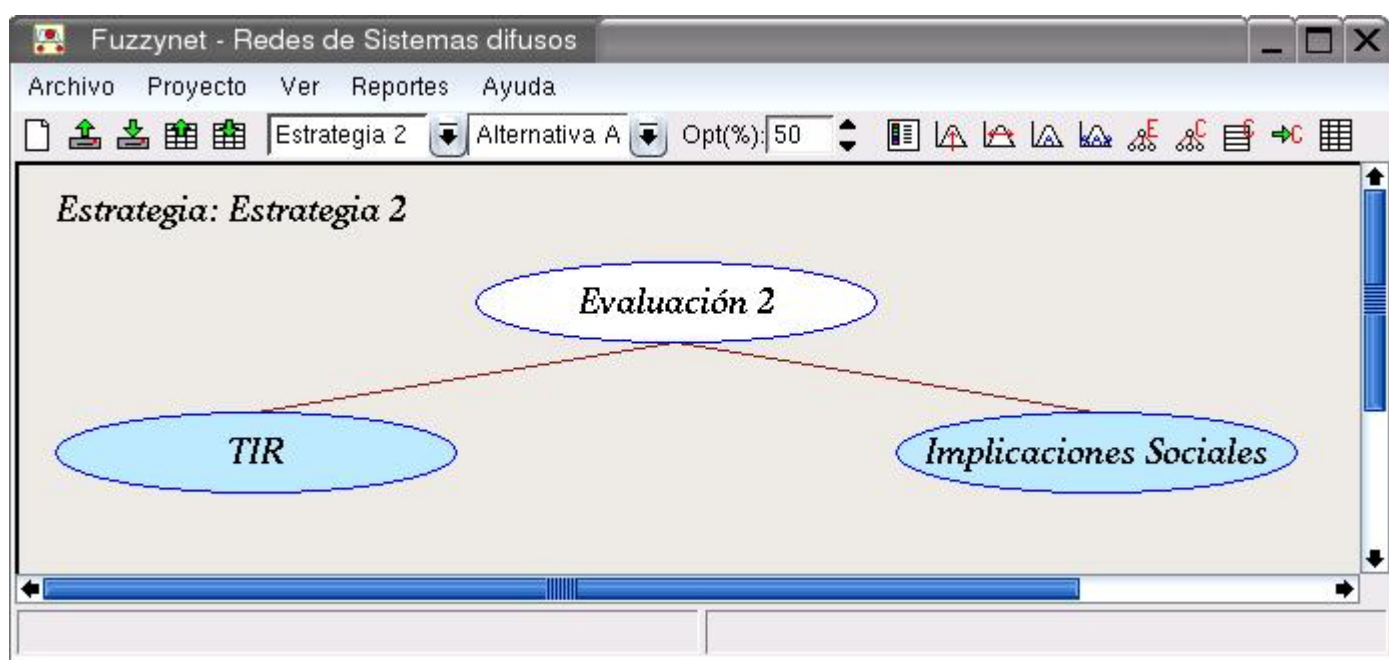 Fuzzynet - Redes de Sistemas difusos
Archivo Proyecto Ver Reportes Ayuda
Estrategia 2 Alternativa A Opt(%): 50 E C C
Estrategia: Estrategia 2
Evaluación 2
TIR Implicaciones Sociales